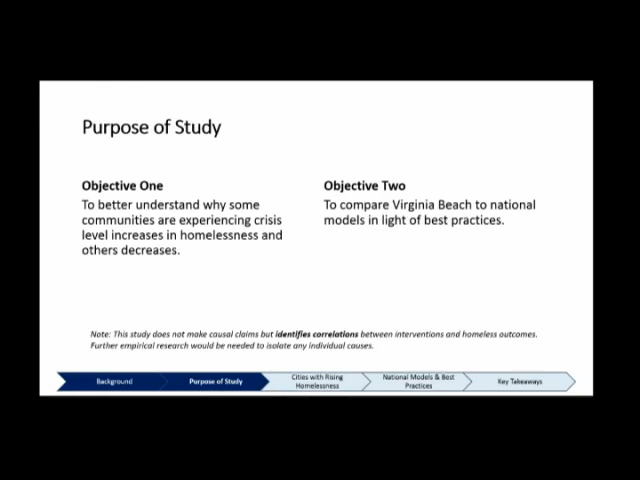 Purpose of Study
Objective One
To better understand why some
communities are experiencing crisis
level increases in homelessness and
others decreases.
Objective Two
To compare Virginia Beach to national
models in light of best practices.
Note: This study does not make causal claims but identifies correlations between interventions and homeless outcomes.
Further empirical research would be needed to isolate any individual causes.
Background
Purpose of Study
Cities with Rising
Homelessness
National Models & Best
Practices
Key Takeaways